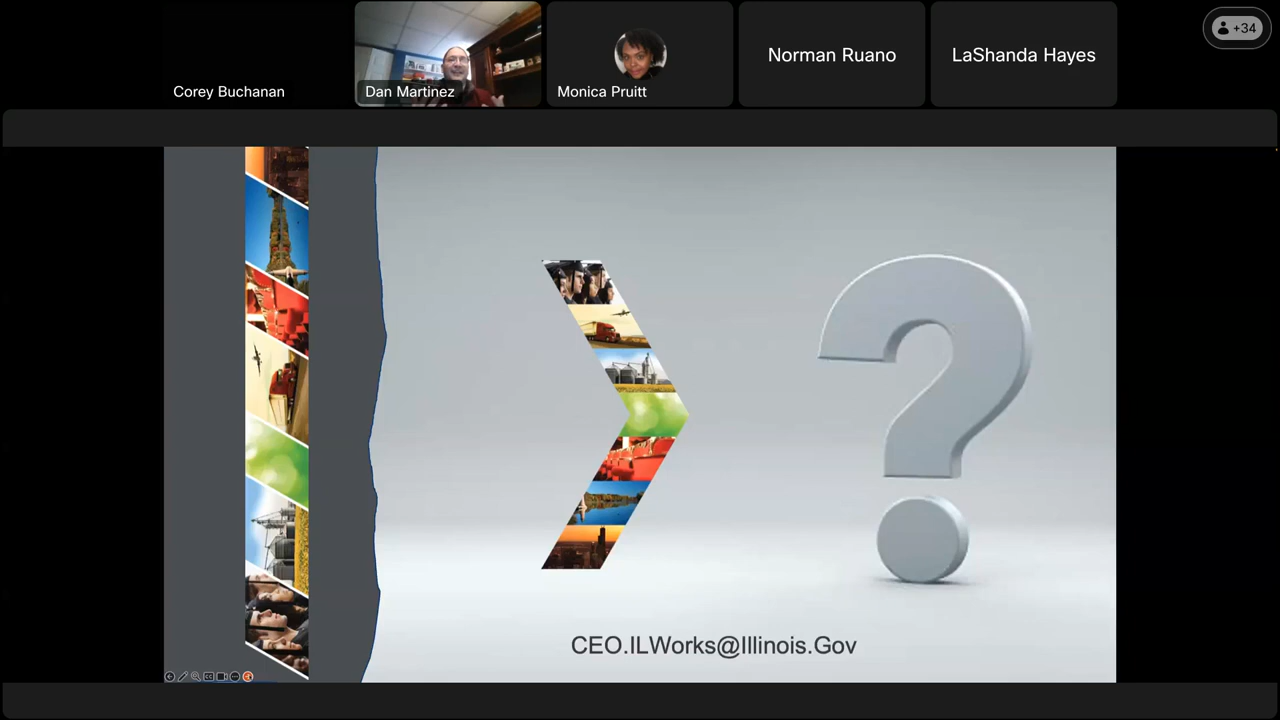 Corey Buchanan
Dan Martinez
Monica Pruitt
Norman Ruano
LaShanda Hayes
+34
?
CEO.ILWorks@Illinois.Gov